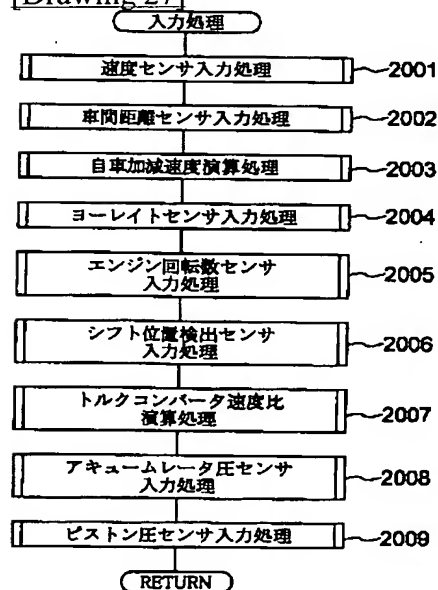 [Drawing 27]
入力処理
速度センサ入力処理
2001
車間距離センサ入力処理
2002
自車加減速度演算処理
2003
ヨーレイトセンサ入力処理
2004
エンジン回転数センサ
入力処理
2005
シフト位置検出センサ
入力処理
2006
トルクコンバータ速度比
演算処理
2007
アキュームレータ圧センサ
入力処理
2008
ピストン圧センサ入力処理
2009
RETURN